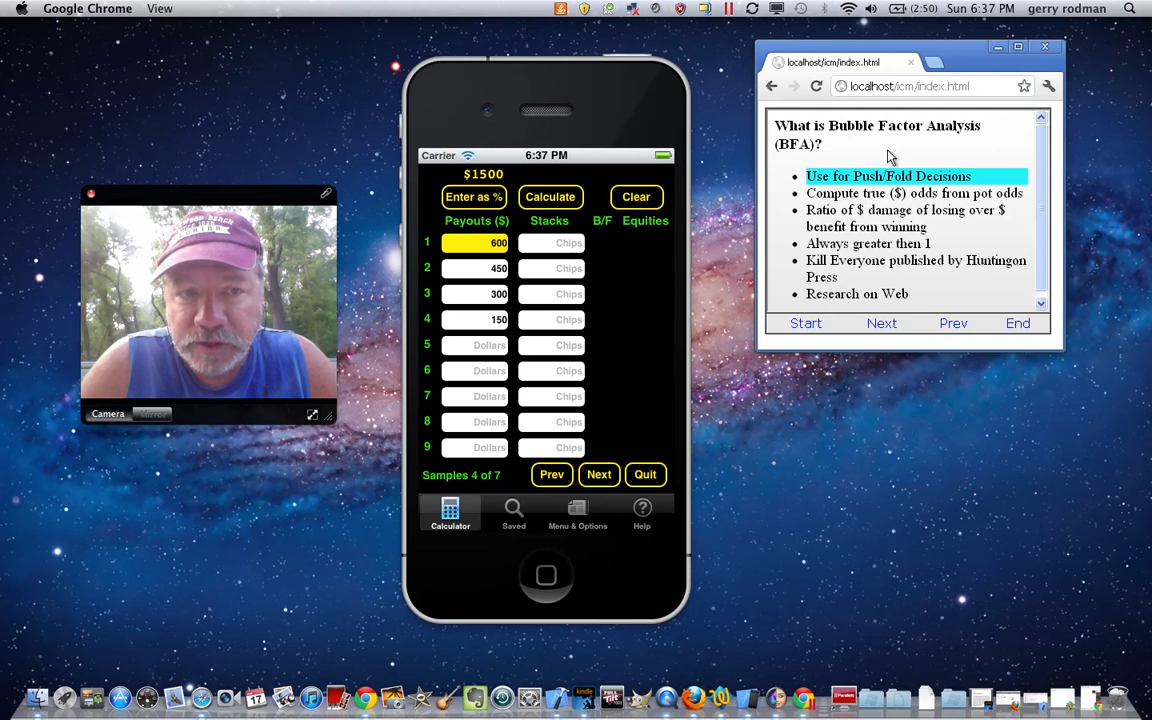 Google Chrome View
(2:50) Sun 6:37 PM gerry rodman
Camera
Carrier 6:37 PM
$1500
Enter as % Calculate Clear
Payouts ($) Stacks B/F Equities
1 600 Chips
2 450 Chips
3 300 Chips
4 150 Chips
5 Dollars Chips
6 Dollars Chips
7 Dollars Chips
8 Dollars Chips
9 Dollars Chips
Samples 4 of 7 Prev Next Quit
Calculator Saved Menu & Options Help
localhost/icm/index.html
localhost/icm/index.html
What is Bubble Factor Analysis
(BFA)?
Use for Push/Fold Decisions
Compute true ($) odds from pot odds
Ratio of $ damage of losing over $
benefit from winning
Always greater then 1
Kill Everyone published by Huntingon
Press
Research on Web
Start Next Prev End